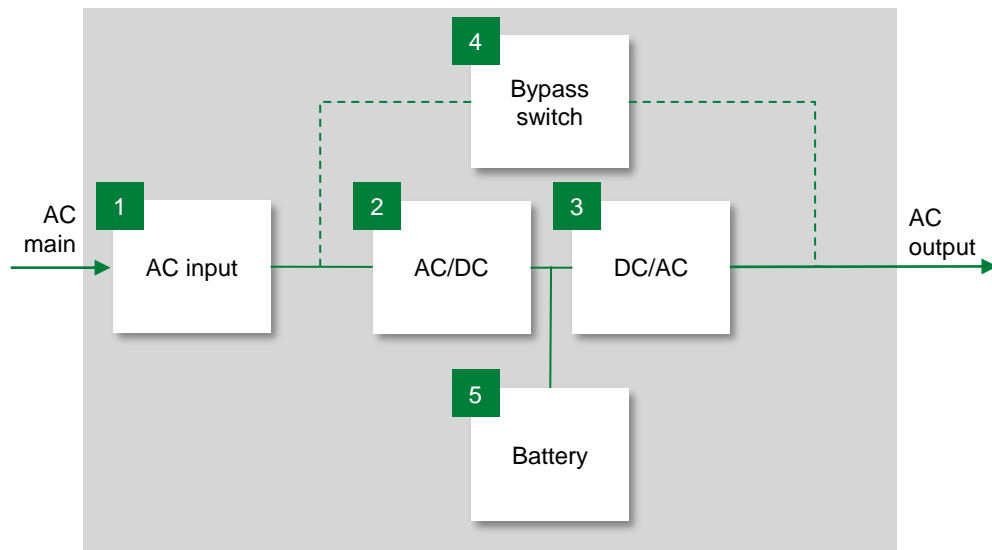 4
Bypass
switch
1
2
3
AC
main
AC
output
AC input
AC/DC
DC/AC
5
Battery